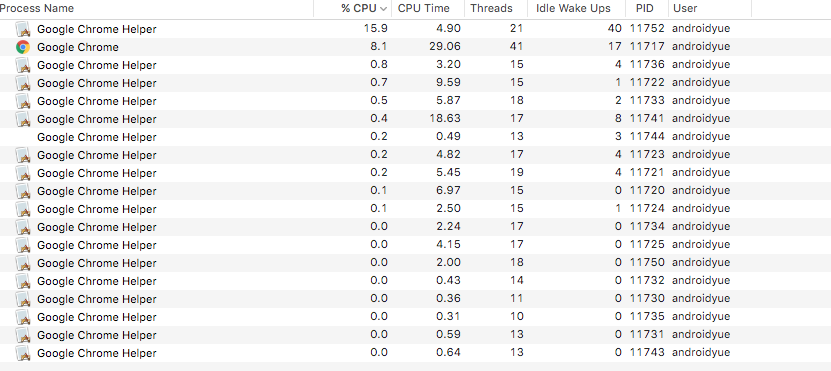 Process Name % CPU CPU Time Threads Idle Wake Ups PID User
Google Chrome Helper 15.9 4.90 21 40 11752 androidyue
Google Chrome 8.1 29.06 41 17 11717 androidyue
Google Chrome Helper 0.8 3.20 15 4 11736 androidyue
Google Chrome Helper 0.7 9.59 15 1 11722 androidyue
Google Chrome Helper 0.5 5.87 18 2 11733 androidyue
Google Chrome Helper 0.4 18.63 17 8 11741 androidyue
Google Chrome Helper 0.2 0.49 13 3 11744 androidyue
Google Chrome Helper 0.2 4.82 17 4 11723 androidyue
Google Chrome Helper 0.2 5.45 19 4 11721 androidyue
Google Chrome Helper 0.1 6.97 15 0 11720 androidyue
Google Chrome Helper 0.1 2.50 15 1 11724 androidyue
Google Chrome Helper 0.0 2.24 17 0 11734 androidyue
Google Chrome Helper 0.0 4.15 17 0 11725 androidyue
Google Chrome Helper 0.0 2.00 18 0 11750 androidyue
Google Chrome Helper 0.0 0.43 14 0 11732 androidyue
Google Chrome Helper 0.0 0.36 11 0 11730 androidyue
Google Chrome Helper 0.0 0.31 10 0 11735 androidyue
Google Chrome Helper 0.0 0.59 13 0 11731 androidyue
Google Chrome Helper 0.0 0.64 13 0 11743 androidyue